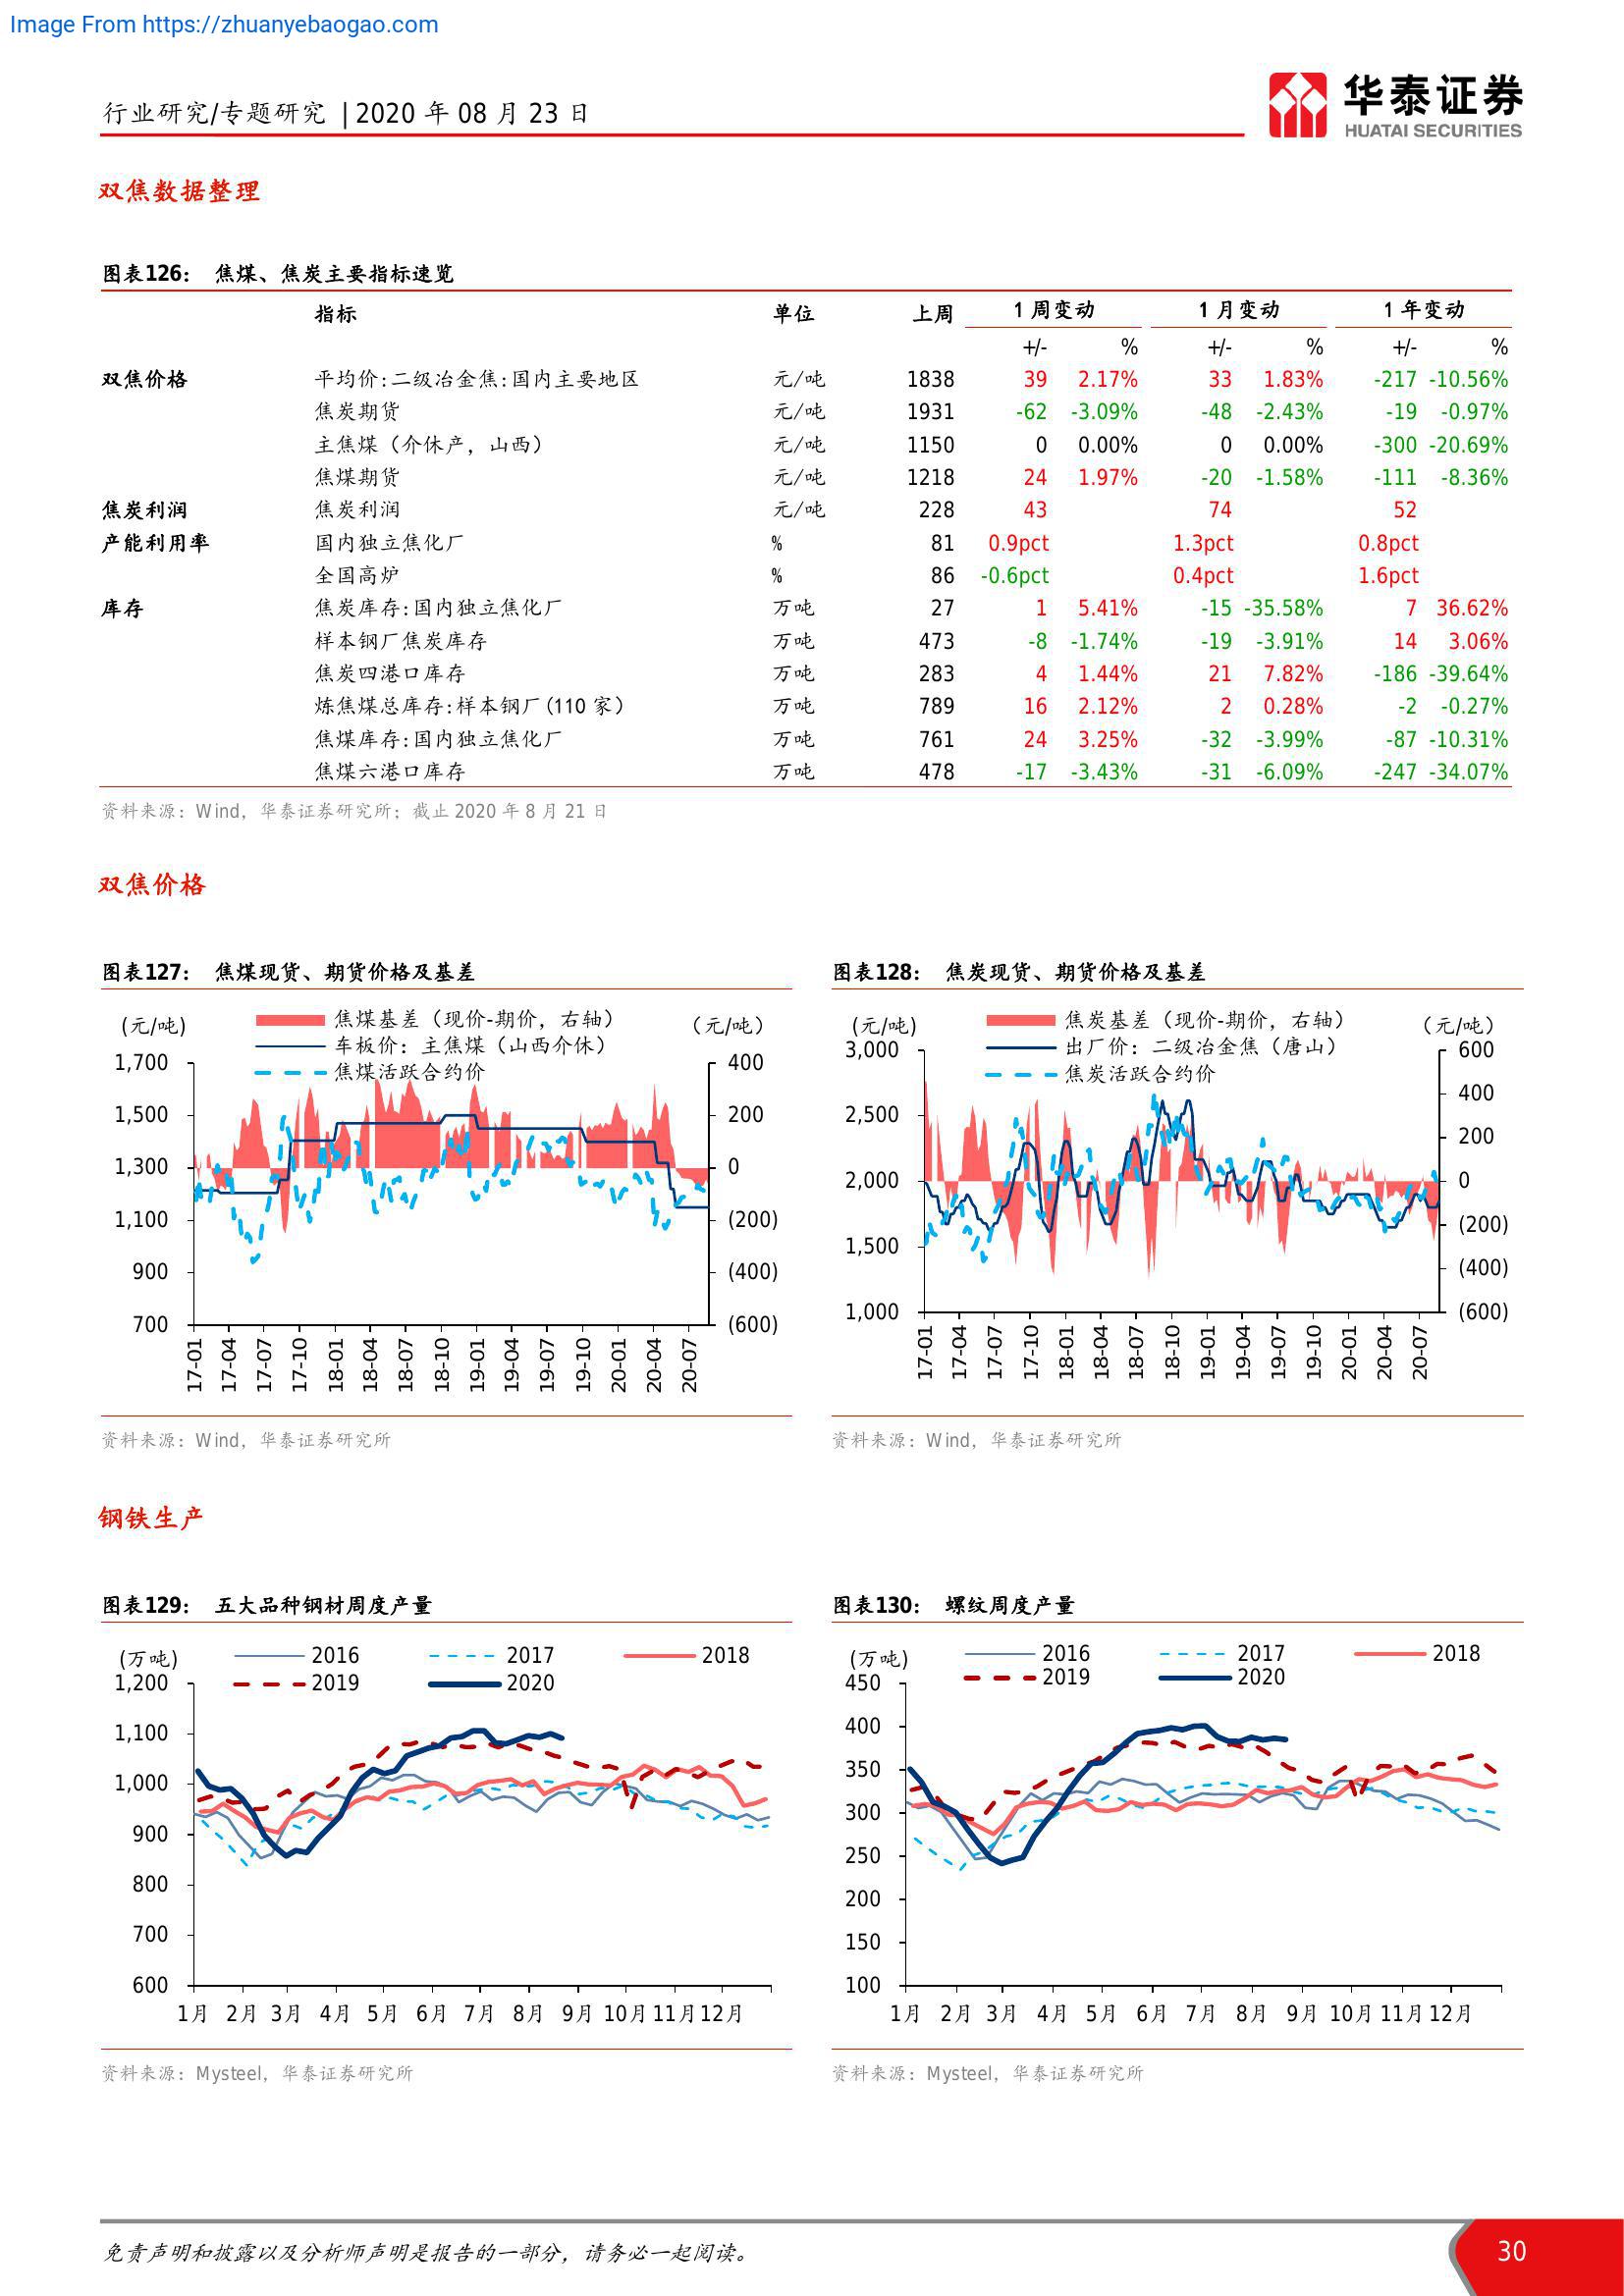 Image From https://zhuanyebaogao.com
行业研究/专题研究 | 2020 年 08 月 23 日
华泰证券
HUATAI SECURITIES
双焦数据整理
图表126： 焦煤、焦炭主要指标速览
指标 单位 上周 1 周变动 1 月变动 1 年变动
+/- % +/- % +/- %
双焦价格 平均价:二级冶金焦:国内主要地区 元/吨 1838 39 2.17% 33 1.83% -217 -10.56%
焦炭期货 元/吨 1931 -62 -3.09% -48 -2.43% -19 -0.97%
主焦煤（介休产，山西） 元/吨 1150 0 0.00% 0 0.00% -300 -20.69%
焦煤期货 元/吨 1218 24 1.97% -20 -1.58% -111 -8.36%
焦炭利润 焦炭利润 元/吨 228 43 74 52
产能利用率 国内独立焦化厂 % 81 0.9pct 1.3pct 0.8pct
全国高炉 % 86 -0.6pct 0.4pct 1.6pct
库存 焦炭库存:国内独立焦化厂 万吨 27 1 5.41% -15 -35.58% 7 36.62%
样本钢厂焦炭库存 万吨 473 -8 -1.74% -19 -3.91% 14 3.06%
焦炭四港口库存 万吨 283 4 1.44% 21 7.82% -186 -39.64%
炼焦煤总库存:样本钢厂(110 家） 万吨 789 16 2.12% 2 0.28% -2 -0.27%
焦煤库存:国内独立焦化厂 万吨 761 24 3.25% -32 -3.99% -87 -10.31%
焦煤六港口库存 万吨 478 -17 -3.43% -31 -6.09% -247 -34.07%
资料来源：Wind，华泰证券研究所；截止 2020 年 8 月 21 日
双焦价格
图表127： 焦煤现货、期货价格及基差
(元/吨) 焦煤基差（现价-期价，右轴） （元/吨）
车板价：主焦煤（山西介休）
焦煤活跃合约价
1,700 400
1,500 200
1,300 0
1,100 (200)
900 (400)
700 (600)
17-01 17-04 17-07 17-10 18-01 18-04 18-07 18-10 19-01 19-04 19-07 19-10 20-01 20-04 20-07
资料来源：Wind，华泰证券研究所
图表128： 焦炭现货、期货价格及基差
(元/吨) 焦炭基差（现价-期价，右轴） （元/吨）
出厂价：二级冶金焦（唐山）
焦炭活跃合约价
3,000 600
400
2,500 200
2,000 0
(200)
1,500 (400)
1,000 (600)
17-01 17-04 17-07 17-10 18-01 18-04 18-07 18-10 19-01 19-04 19-07 19-10 20-01 20-04 20-07
资料来源：Wind，华泰证券研究所
钢铁生产
图表129： 五大品种钢材周度产量
(万吨) 2016 2017 2018
2019 2020
1,200
1,100
1,000
900
800
700
600
1月 2月 3月 4月 5月 6月 7月 8月 9月 10月 11月 12月
资料来源：Mysteel，华泰证券研究所
图表130： 螺纹周度产量
(万吨) 2016 2017 2018
2019 2020
450
400
350
300
250
200
150
100
1月 2月 3月 4月 5月 6月 7月 8月 9月 10月 11月 12月
资料来源：Mysteel，华泰证券研究所
免责声明和披露以及分析师声明是报告的一部分，请务必一起阅读。
30